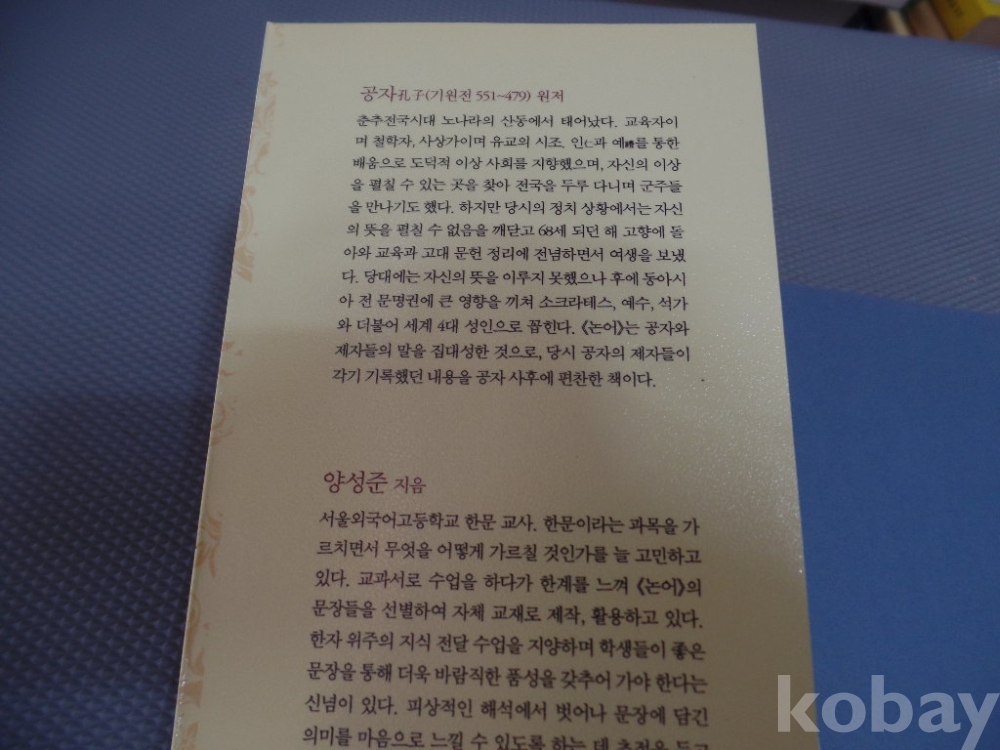 공자孔子(기원전 551~479) 원저
춘추전국시대 노나라의 산동에서 태어났다. 교육자이
며 철학자, 사상가이며 유교의 시조. 인仁과 예禮를 통한
배움으로 도덕적 이상 사회를 지향했으며, 자신의 이상
을 펼칠 수 있는 곳을 찾아 전국을 두루 다니며 군주들
을 만나기도 했다. 하지만 당시의 정치 상황에서는 자신
의 뜻을 펼칠 수 없음을 깨닫고 68세 되던 해 고향에 돌
아와 교육과 고대 문헌 정리에 전념하면서 여생을 보냈
다. 당대에는 자신의 뜻을 이루지 못했으나 후에 동아시
아 전 문명권에 큰 영향을 끼쳐 소크라테스, 예수, 석가
와 더불어 세계 4대 성인으로 꼽힌다. 《논어》는 공자와
제자들의 말을 집대성한 것으로, 당시 공자의 제자들이
각기 기록했던 내용을 공자 사후에 편찬한 책이다.
양성준 지음
서울외국어고등학교 한문 교사. 한문이라는 과목을 가
르치면서 무엇을 어떻게 가르칠 것인가를 늘 고민하고
있다. 교과서로 수업을 하다가 한계를 느껴 《논어》의
문장들을 선별하여 자체 교재로 제작, 활용하고 있다.
한자 위주의 지식 전달 수업을 지양하며 학생들이 좋은
문장을 통해 더욱 바람직한 품성을 갖추어 가야 한다는
신념이 있다. 피상적인 해석에서 벗어나 문장에 담긴
의미를 마음으로 느낄 수 있도록 하는 데 초점을 두고
kobay